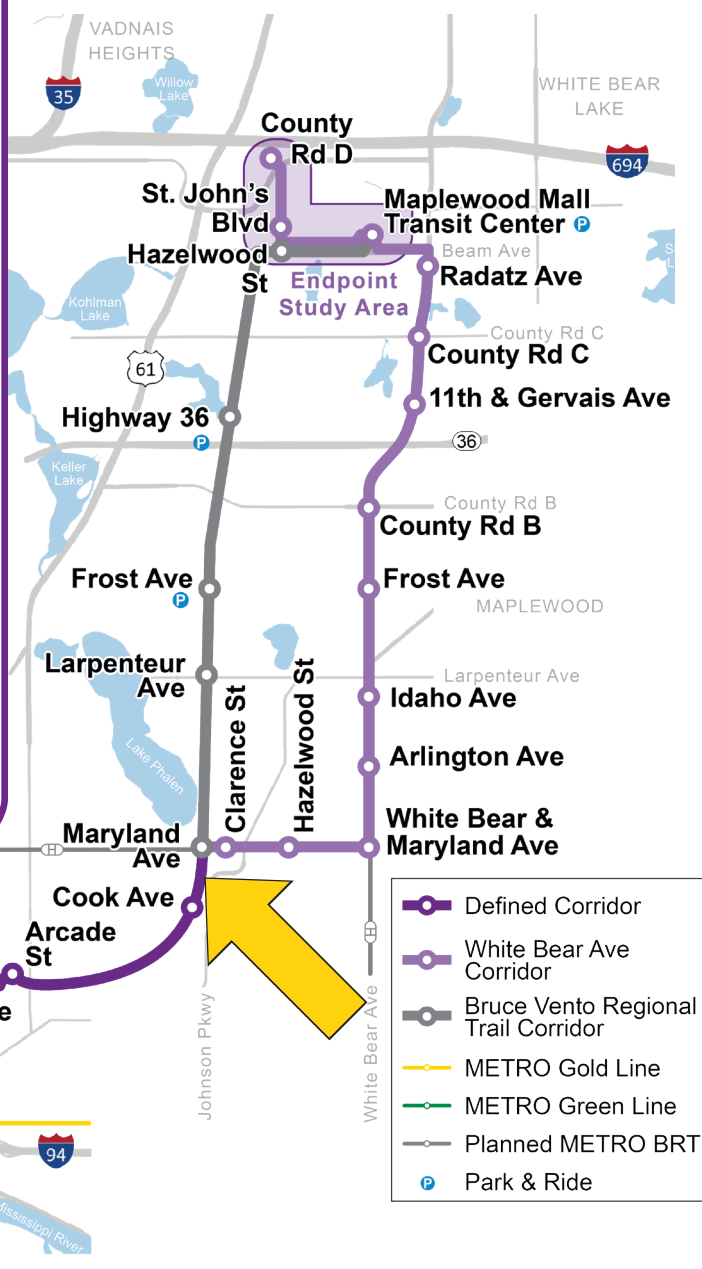 VADNAIS
HEIGHTS
35
Willow
Lake
WHITE BEAR
LAKE
694
County
Rd D
St. John's
Blvd
Maplewood Mall
Transit Center P
Hazelwood
St
Beam Ave
Radatz Ave
Endpoint
Study Area
Kohlman
Lake
County Rd C
County Rd C
61
11th & Gervais Ave
Highway 36
P
36
Keller
Lake
County Rd B
County Rd B
Frost Ave
P
Frost Ave
MAPLEWOOD
Larpenteur
Ave
Larpenteur Ave
Clarence St
Hazelwood St
Idaho Ave
Lake Phalen
Arlington Ave
Maryland
Ave
H
White Bear &
Maryland Ave
Cook Ave
Arcade
St
H
e
Johnson Pkwy
White Bear Ave
Defined Corridor
White Bear Ave
Corridor
Bruce Vento Regional
Trail Corridor
METRO Gold Line
METRO Green Line
Planned METRO BRT
P Park & Ride
94
Mississippi River